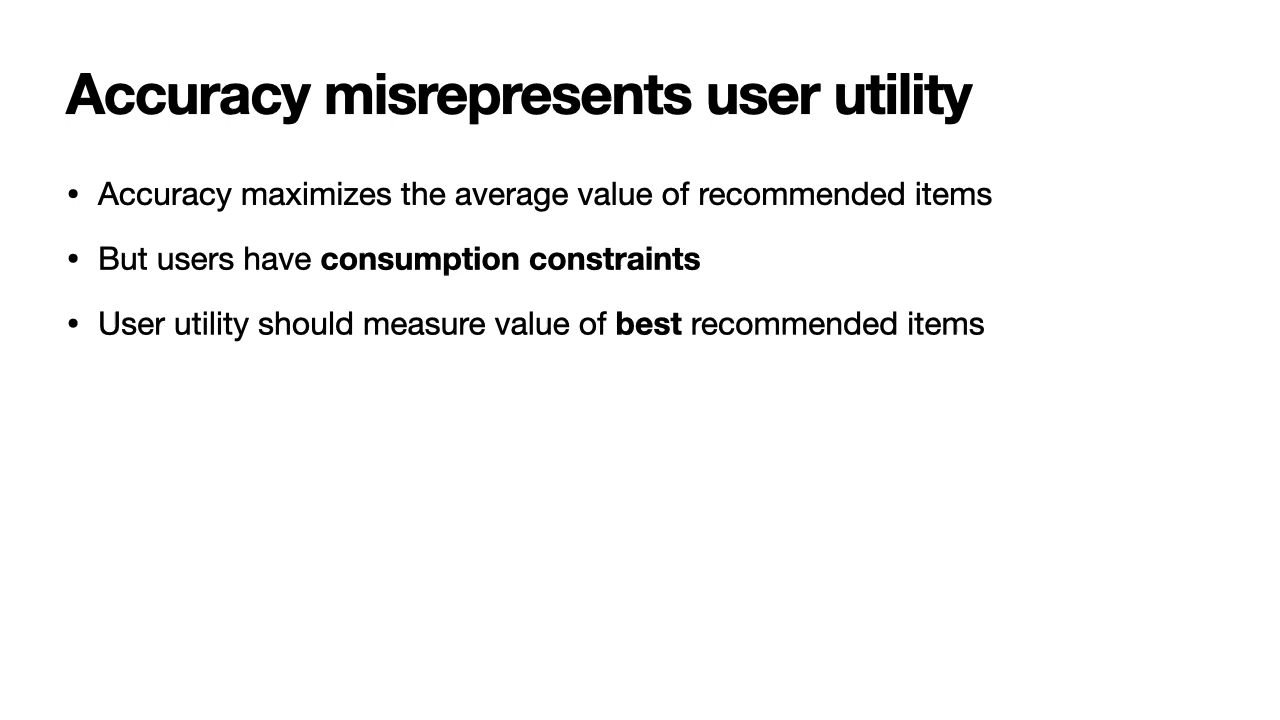 Accuracy misrepresents user utility
• Accuracy maximizes the average value of recommended items
• But users have consumption constraints
• User utility should measure value of best recommended items